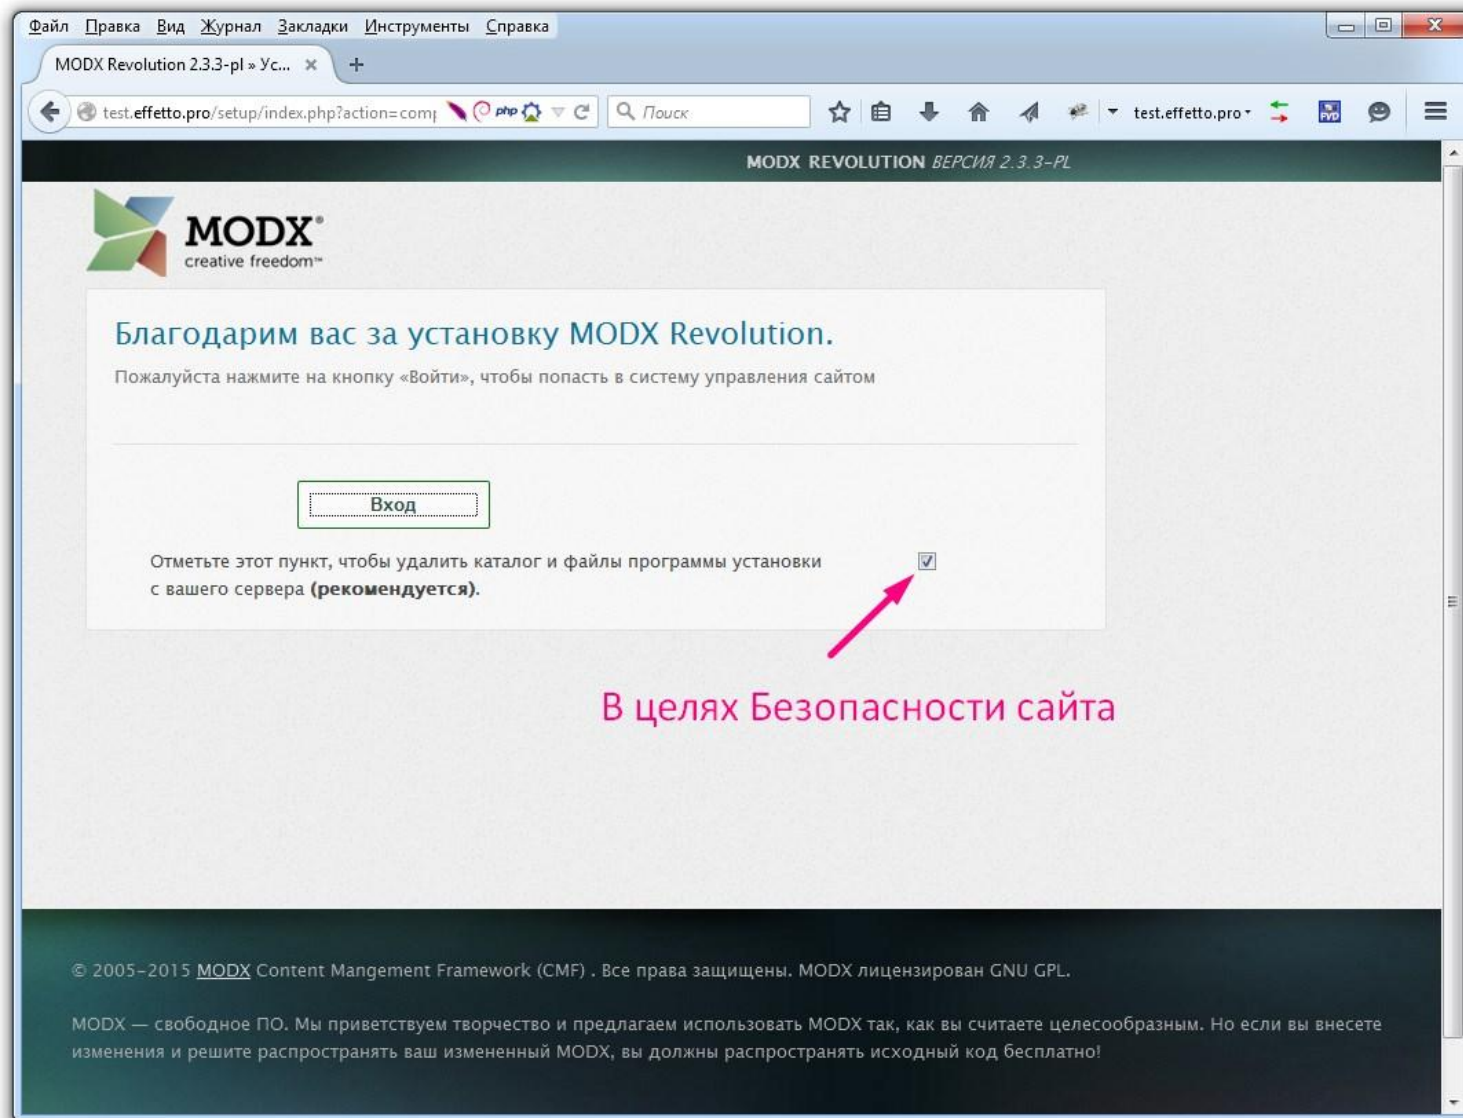 Файл Правка Вид Журнал Закладки Инструменты Справка
MODX Revolution 2.3.3-pl » Ус... × +
test.effetto.pro/setup/index.php?action=comp php Поиск test.effetto.pro PVD
MODX REVOLUTION ВЕРСИЯ 2.3.3-PL
MODX®
creative freedom™
Благодарим вас за установку MODX Revolution.
Пожалуйста нажмите на кнопку «Войти», чтобы попасть в систему управления сайтом
Вход
Отметьте этот пункт, чтобы удалить каталог и файлы программы установки
с вашего сервера (рекомендуется).
В целях Безопасности сайта
© 2005-2015 MODX Content Mangement Framework (CMF) . Все права защищены. MODX лицензирован GNU GPL.
MODX — свободное ПО. Мы приветствуем творчество и предлагаем использовать MODX так, как вы считаете целесообразным. Но если вы внесете
изменения и решите распространять ваш измененный MODX, вы должны распространять исходный код бесплатно!